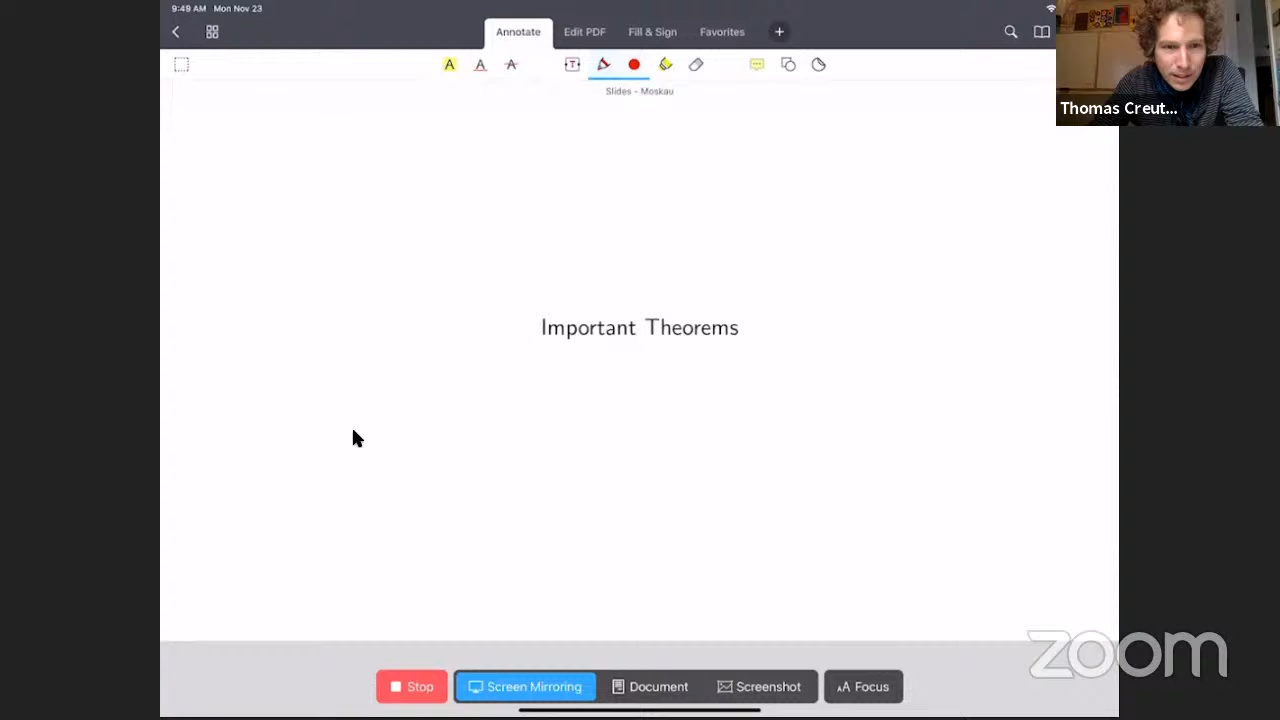 9:49 AM Mon Nov 23
Annotate Edit PDF Fill & Sign Favorites +
A A A T
Slides - Moskau
Thomas Creut...
Important Theorems
zoom
Stop Screen Mirroring Document Screenshot AA Focus